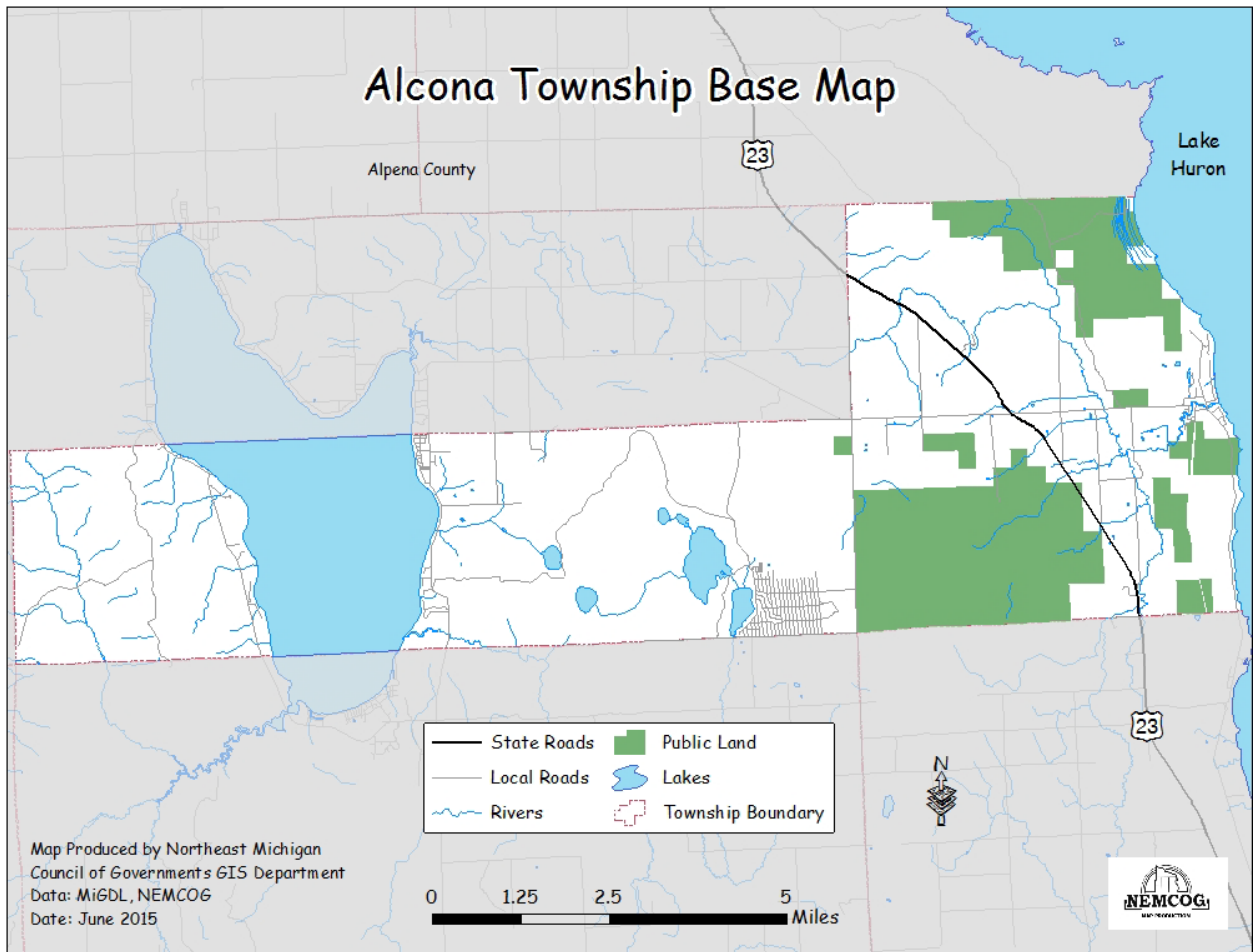 Alcona Township Base Map
Lake
Huron
23
Alpena County
23
State Roads
Public Land
Local Roads
Lakes
Rivers
Township Boundary
N
Map Produced by Northeast Michigan
Council of Governments GIS Department
Data: MiGDL, NEMCOG
Date: June 2015
0 1.25 2.5 5
Miles
NEMCOG
MAP PRODUCTION